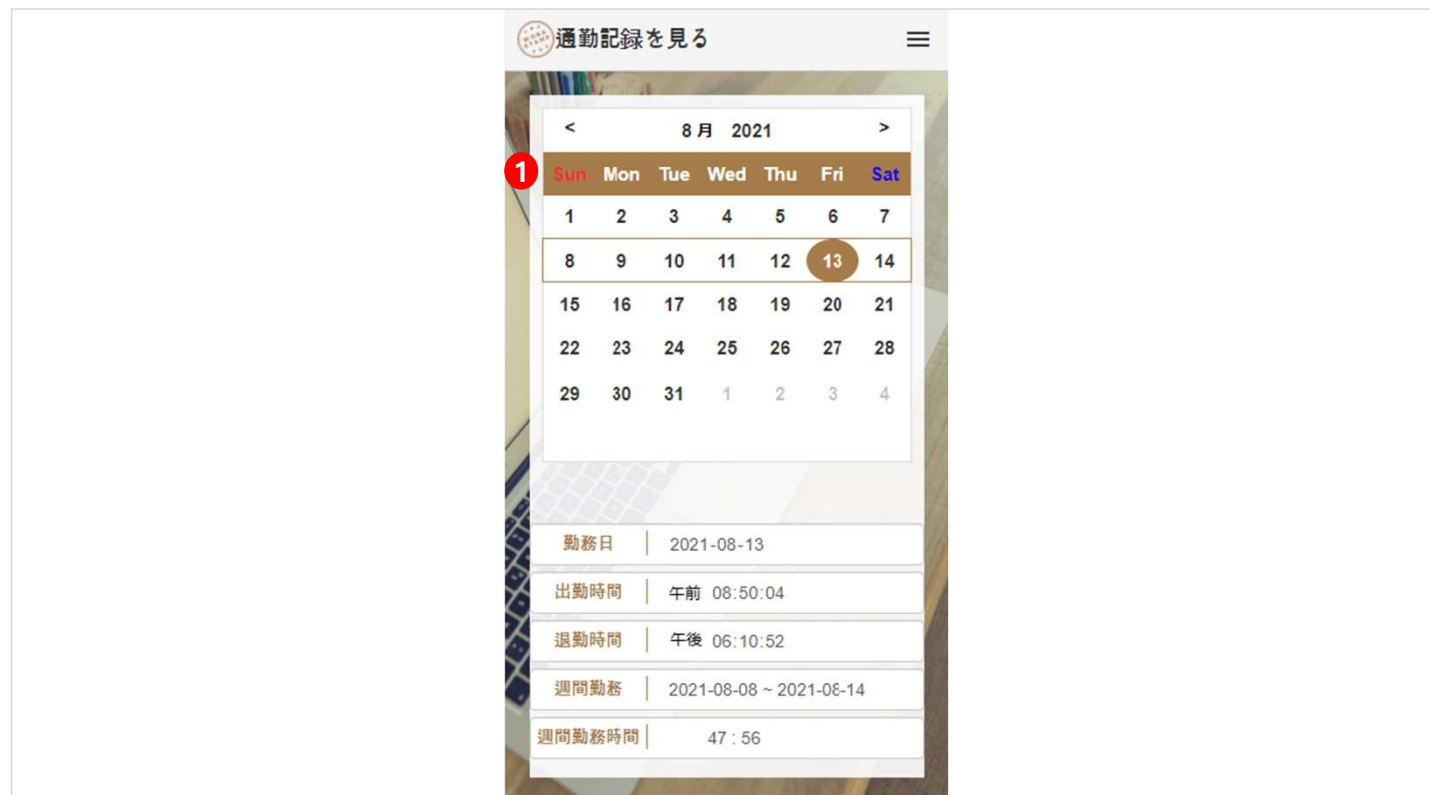 通勤記録を見る
< 8月 2021 >
1
Sun Mon Tue Wed Thu Fri Sat
1 2 3 4 5 6 7
8 9 10 11 12 13 14
15 16 17 18 19 20 21
22 23 24 25 26 27 28
29 30 31 1 2 3 4
勤務日 2021-08-13
出勤時間 午前 08:50:04
退勤時間 午後 06:10:52
週間勤務 2021-08-08 ~ 2021-08-14
週間勤務時間 47 : 56